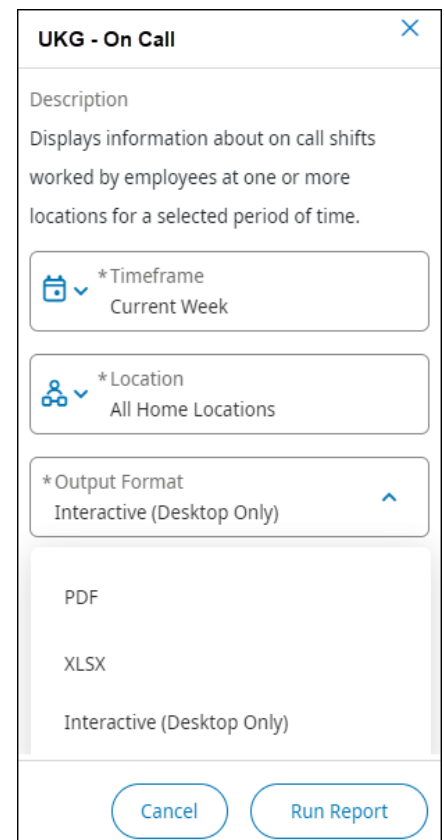 UKG - On Call
Description
Displays information about on call shifts
worked by employees at one or more
locations for a selected period of time.
*Timeframe
Current Week
*Location
All Home Locations
*Output Format
Interactive (Desktop Only)
PDF
XLSX
Interactive (Desktop Only)
Cancel
Run Report